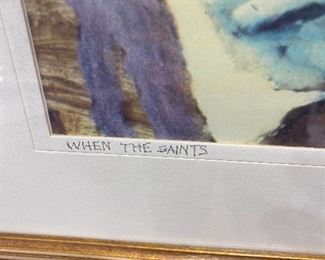 WHEN THE SAINTS